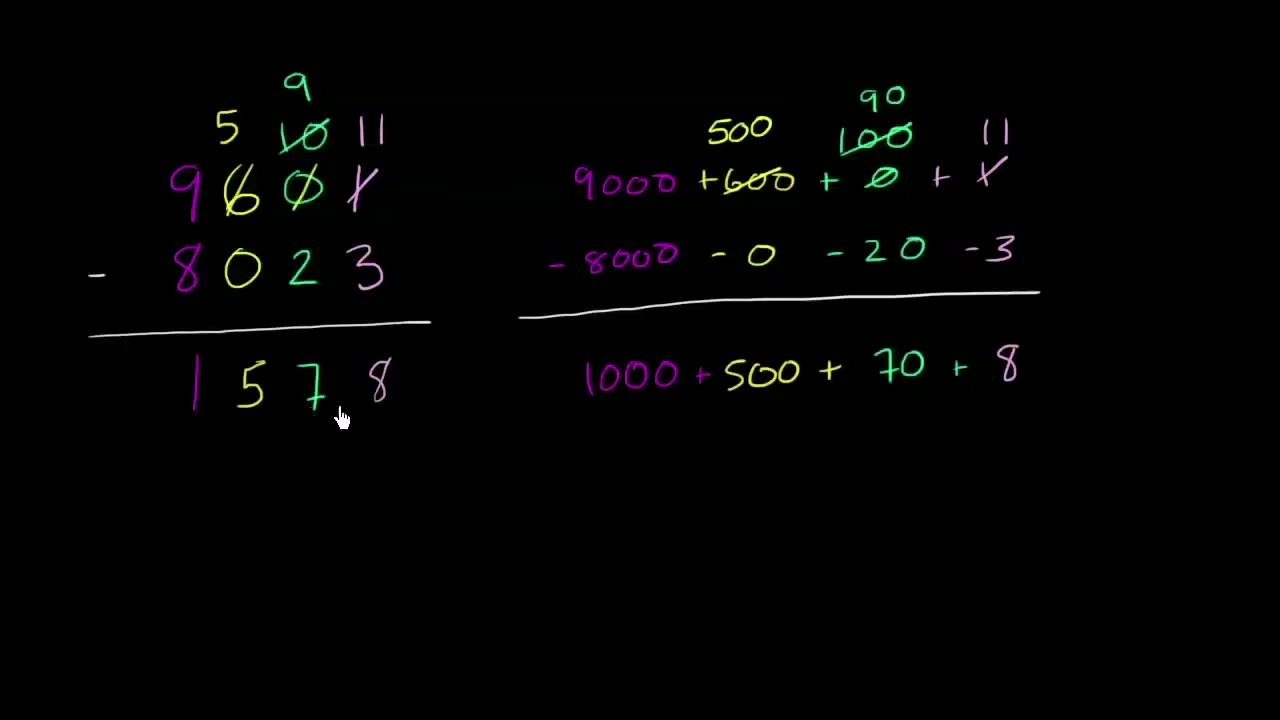 9
5 10 11
9 6 0 1
- 8 0 2 3
1 5 7 8
90
500 100 11
9000 + 600 + 0 + 1
- 8000 - 0 - 20 - 3
1000 + 500 + 70 + 8